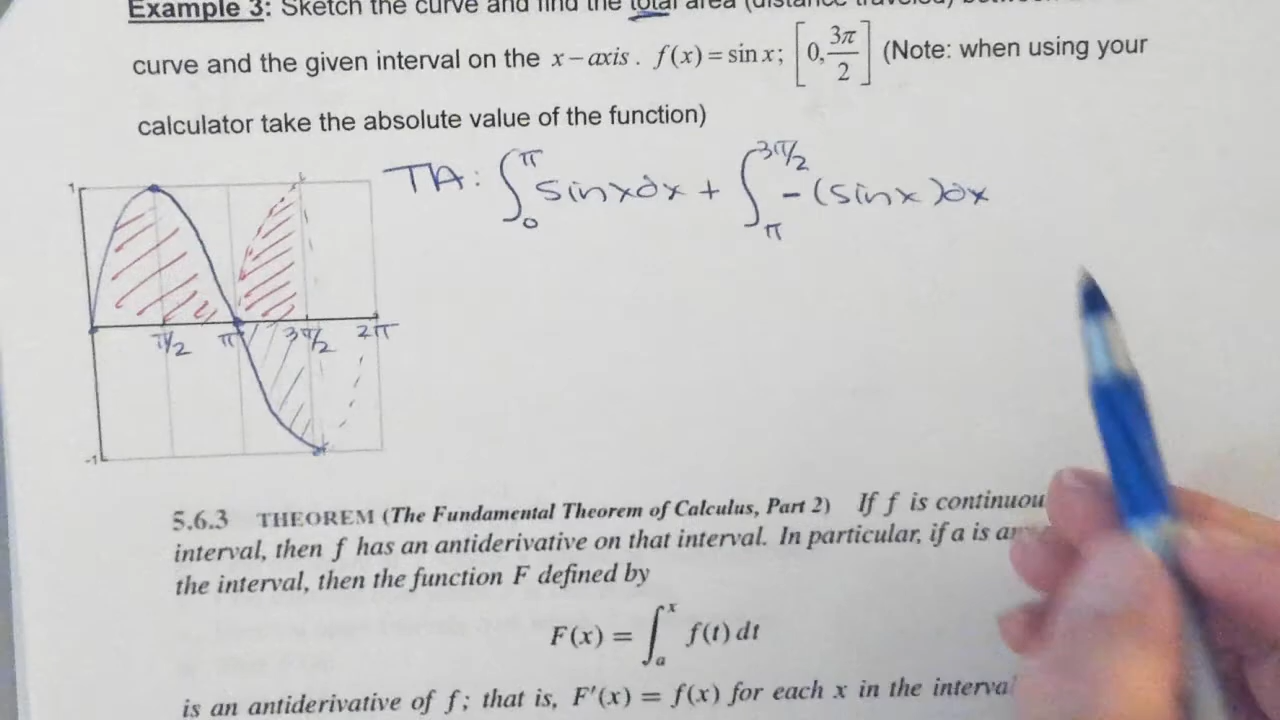 Example 3: Sketch the curve and find the total area (distance traveled)
curve and the given interval on the x-axis. f(x) = sin x; [0, 3π/2] (Note: when using your
calculator take the absolute value of the function)
TA: ∫₀^π sinx dx + ∫_π^{3π/2} -(sinx)dx
1
π/2 π 3π/2 2π
-1
5.6.3 THEOREM (The Fundamental Theorem of Calculus, Part 2) If f is continuou
interval, then f has an antiderivative on that interval. In particular, if a is
the interval, then the function F defined by
F(x) = ∫ₐˣ f(t) dt
is an antiderivative of f; that is, F′(x) = f(x) for each x in the interva